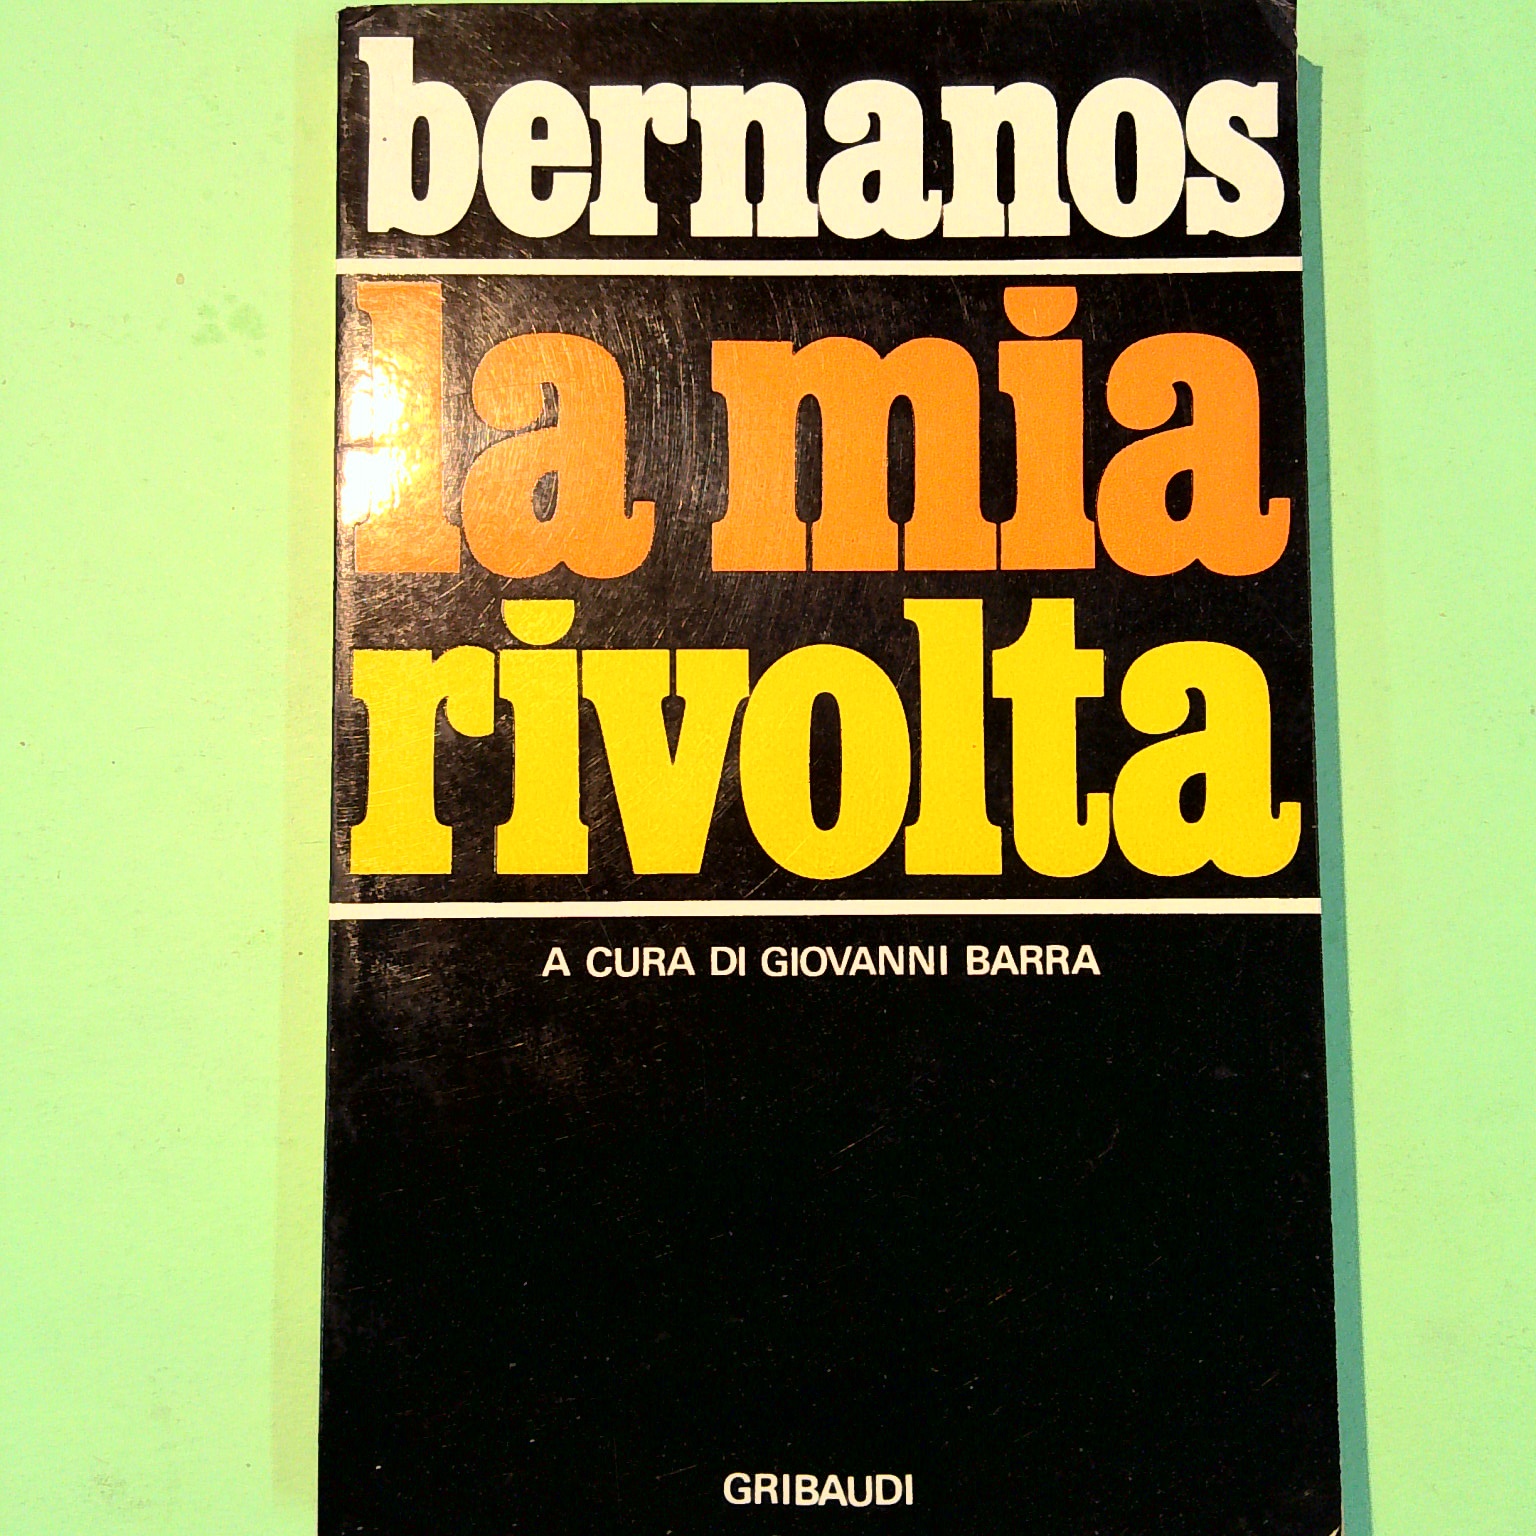 bernanos
la mia
rivolta
A CURA DI GIOVANNI BARRA
GRIBAUDI